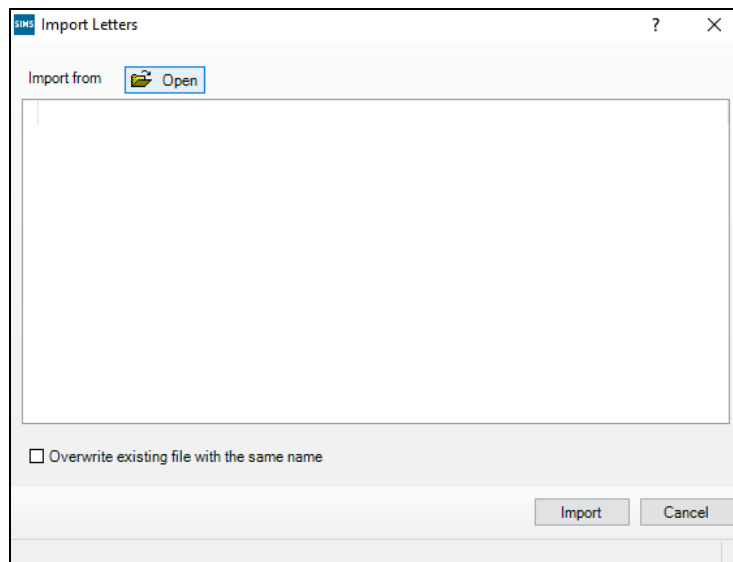 SIMS Import Letters ?
Import from Open
Overwrite existing file with the same name
Import Cancel